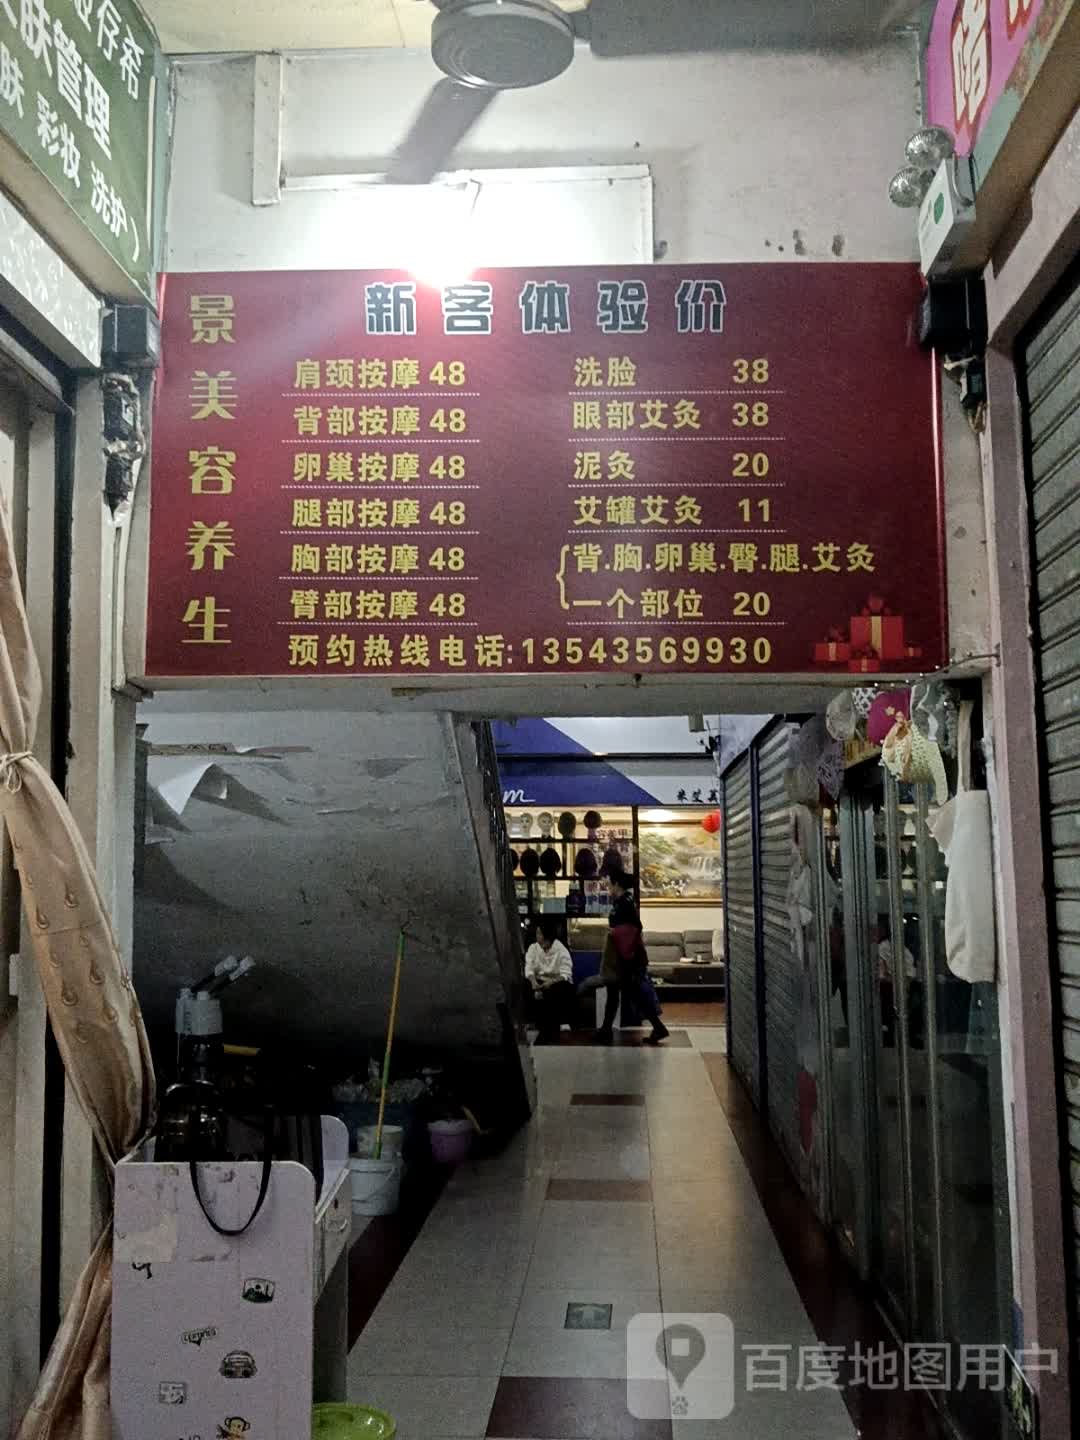 肤管理
肤 彩妆 洗护）
景美容养生
新客体验价
肩颈按摩 48
背部按摩 48
卵巢按摩 48
腿部按摩 48
胸部按摩 48
臂部按摩 48
洗脸 38
眼部艾灸 38
泥灸 20
艾罐艾灸 11
背.胸.卵巢.臀.腿.艾灸
一个部位 20
预约热线电话:13543569930
百度地图用户